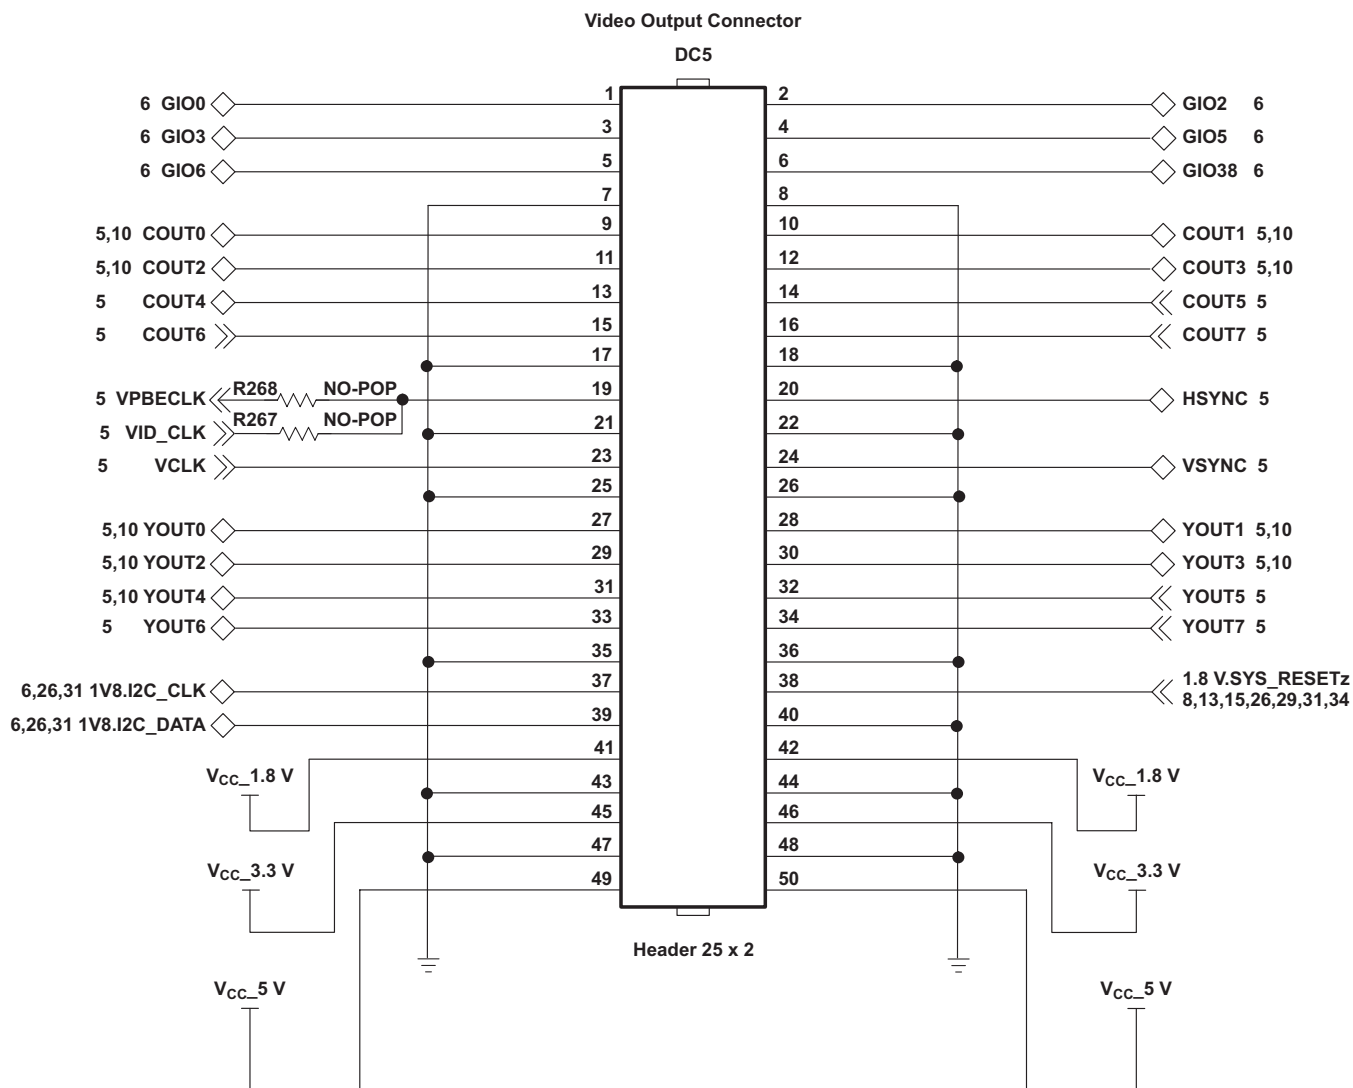 Video Output Connector
DC5
6 GIO0 1 2 GIO2 6
6 GIO3 3 4 GIO5 6
6 GIO6 5 6 GIO38 6
7 8
5,10 COUT0 9 10 COUT1 5,10
5,10 COUT2 11 12 COUT3 5,10
5 COUT4 13 14 COUT5 5
5 COUT6 15 16 COUT7 5
17 18
5 VPBECLK R268 NO-POP 19 20 HSYNC 5
5 VID_CLK R267 NO-POP 21 22
5 VCLK 23 24 VSYNC 5
25 26
5,10 YOUT0 27 28 YOUT1 5,10
5,10 YOUT2 29 30 YOUT3 5,10
5,10 YOUT4 31 32 YOUT5 5
5 YOUT6 33 34 YOUT7 5
35 36
6,26,31 1V8.I2C_CLK 37 38 1.8 V.SYS_RESETz
8,13,15,26,29,31,34
6,26,31 1V8.I2C_DATA 39 40
41 42
VCC_1.8 V 43 44 VCC_1.8 V
45 46
47 48
VCC_3.3 V 49 50 VCC_3.3 V
Header 25 x 2
VCC_5 V VCC_5 V